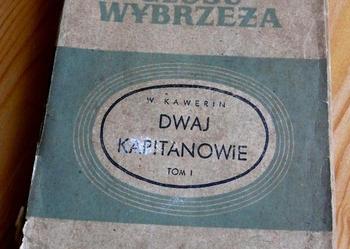 WYBRZEŻA
W KAWERIN
DWAJ
KAPITANOWIE
TOM I